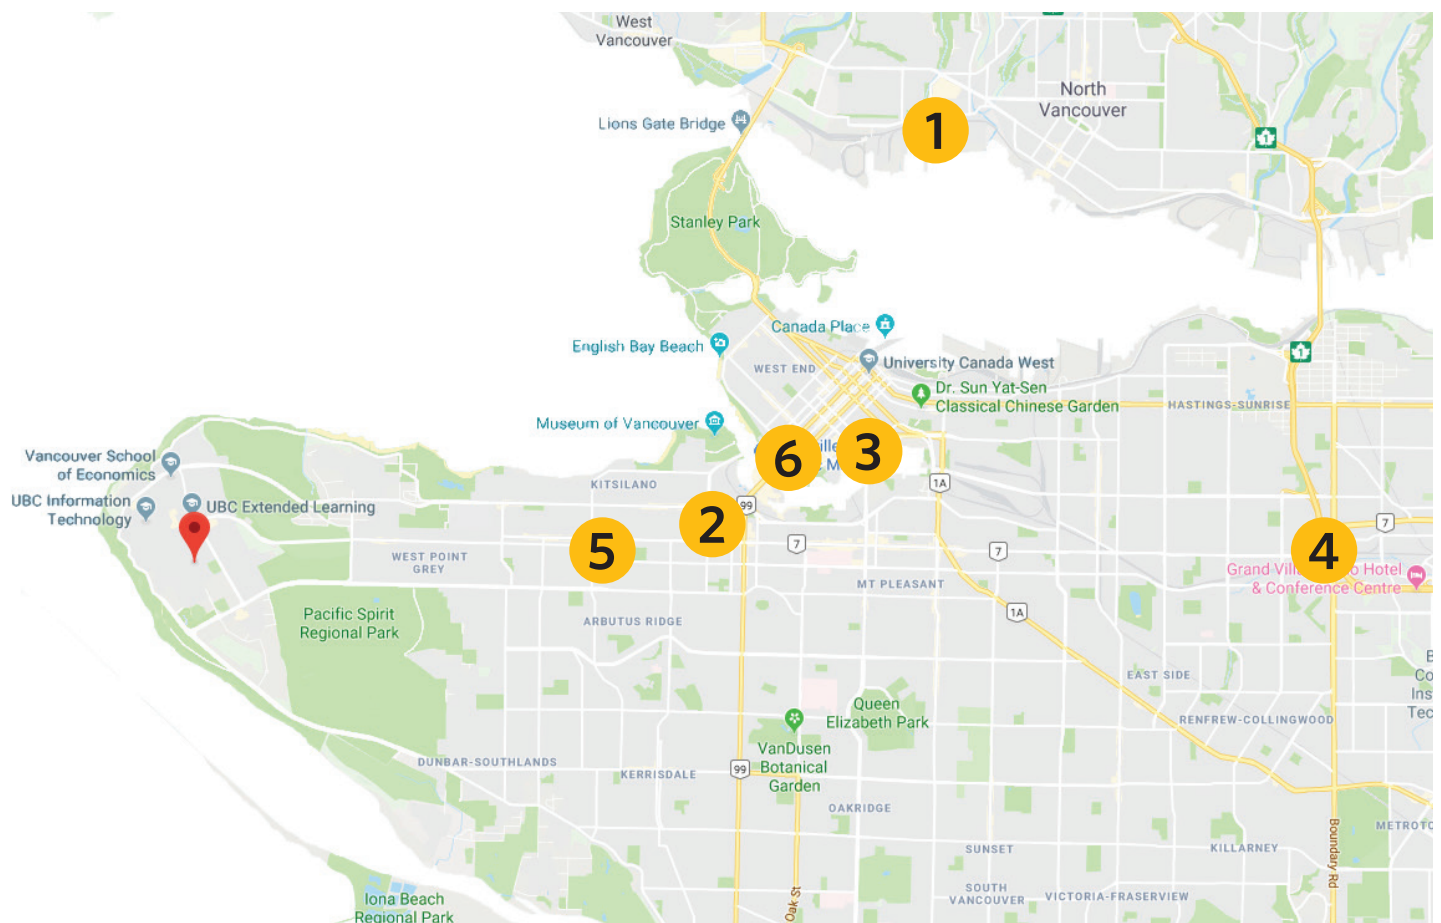 West
Vancouver
North
Vancouver
1
Lions Gate Bridge
1
Stanley Park
Canada Place
English Bay Beach
1
University Canada West
WEST END
Dr. Sun Yat-Sen
Classical Chinese Garden
HASTINGS-SUNRISE
Museum of Vancouver
6
3
Vancouver School
of Economics
KITSILANO
1A
UBC Information
Technology
UBC Extended Learning
99
2
7
5
7
7
4
WEST POINT
GREY
MT PLEASANT
Grand Vill
Hotel
& Conference Centre
Pacific Spirit
Regional Park
ARBUTUS RIDGE
1A
EAST SIDE
Queen
Elizabeth Park
RENFREW-COLLINGWOOD
VanDusen
Botanical
Garden
DUNBAR-SOUTHLANDS
KERRISDALE
99
OAKRIDGE
METROTO
SUNSET
KILLARNEY
Boundary Rd
Oak St
SOUTH
VANCOUVER
VICTORIA-FRASERVIEW
Iona Beach
Regional Park